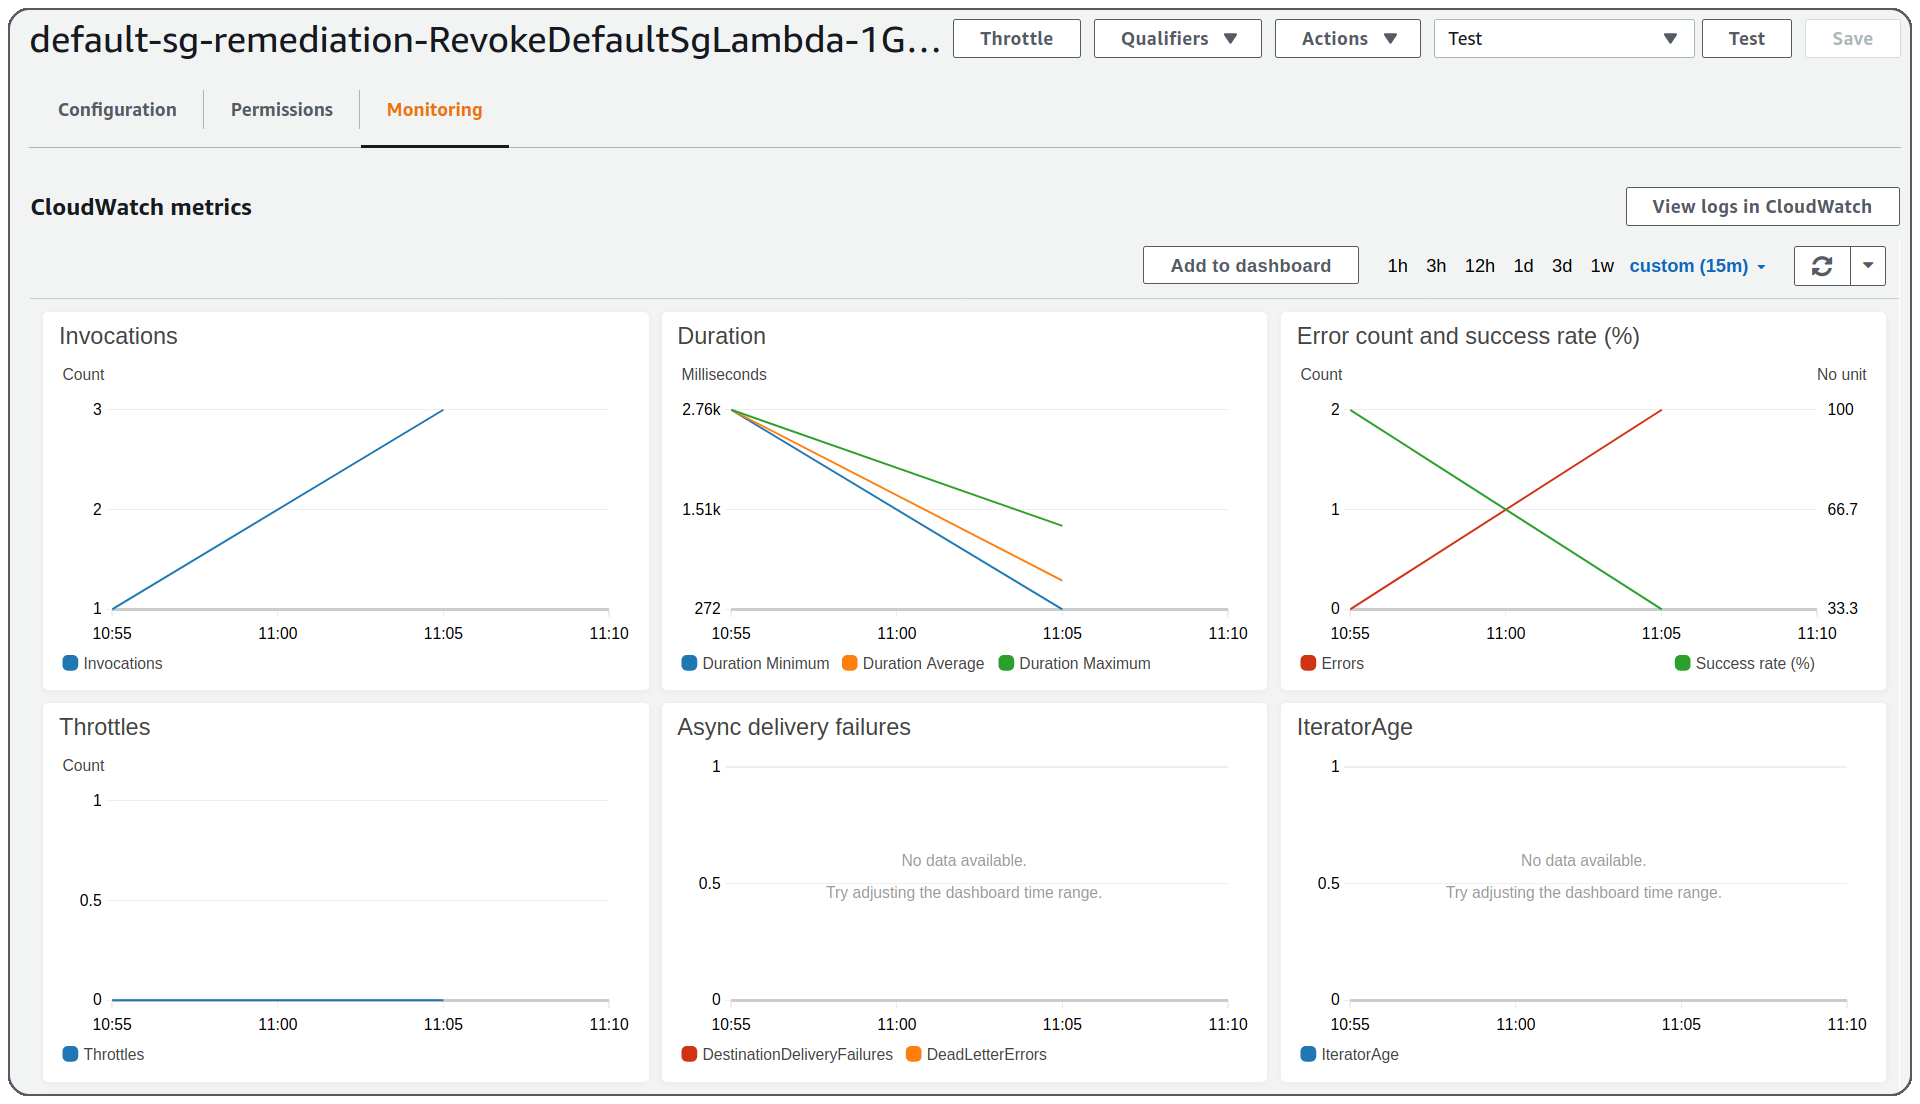 default-sg-remediation-RevokeDefaultSgLambda-1G...
Throttle
Qualifiers
Actions
Test
Test
Save
Configuration
Permissions
Monitoring
CloudWatch metrics
View logs in CloudWatch
Add to dashboard
1h 3h 12h 1d 3d 1w custom (15m)
Invocations
Count
3
2
1
10:55 11:00 11:05 11:10
Invocations
Duration
Milliseconds
2.76k
1.51k
272
10:55 11:00 11:05 11:10
Duration Minimum Duration Average Duration Maximum
Error count and success rate (%)
Count No unit
2 100
1 66.7
0 33.3
10:55 11:00 11:05 11:10
Errors Success rate (%)
Throttles
Count
1
0.5
0
10:55 11:00 11:05 11:10
Throttles
Async delivery failures
1
No data available.
0.5
Try adjusting the dashboard time range.
0
10:55 11:00 11:05 11:10
DestinationDeliveryFailures DeadLetterErrors
IteratorAge
1
No data available.
0.5
Try adjusting the dashboard time range.
0
10:55 11:00 11:05 11:10
IteratorAge